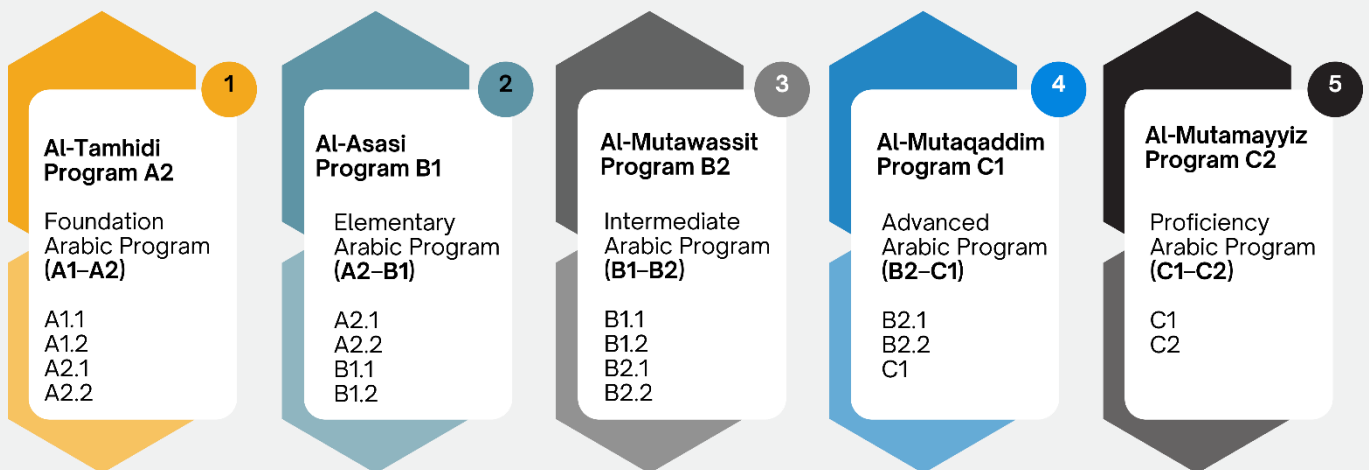 1
Al-Tamhidi
Program A2
Foundation
Arabic Program
(A1–A2)
A1.1
A1.2
A2.1
A2.2
2
Al-Asasi
Program B1
Elementary
Arabic Program
(A2–B1)
A2.1
A2.2
B1.1
B1.2
3
Al-Mutawassit
Program B2
Intermediate
Arabic Program
(B1–B2)
B1.1
B1.2
B2.1
B2.2
4
Al-Mutaqaddim
Program C1
Advanced
Arabic Program
(B2–C1)
B2.1
B2.2
C1
5
Al-Mutamayyiz
Program C2
Proficiency
Arabic Program
(C1–C2)
C1
C2